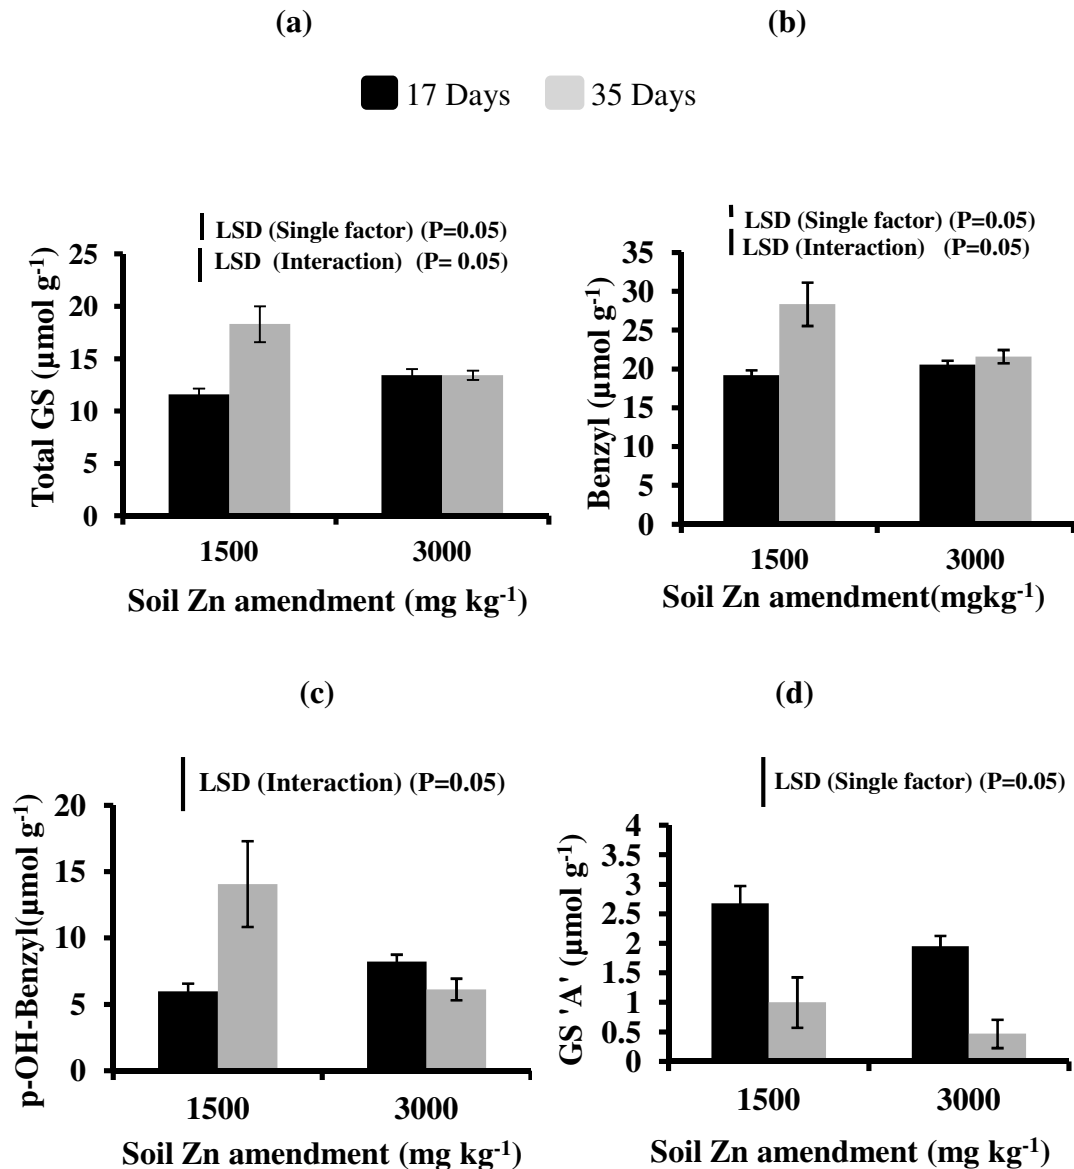 (a)
(b)
17 Days
35 Days
LSD (Single factor) (P=0.05)
LSD (Interaction) (P= 0.05)
25
20
15
10
5
0
Total GS (µmol g-1)
1500
3000
Soil Zn amendment (mg kg-1)
LSD (Single factor) (P=0.05)
LSD (Interaction) (P=0.05)
35
30
25
20
15
10
5
0
Benzyl (µmol g-1)
1500
3000
Soil Zn amendment(mgkg-1)
(c)
(d)
LSD (Interaction) (P=0.05)
20
15
10
5
0
p-OH-Benzyl(µmol g-1)
1500
3000
Soil Zn amendment (mg kg-1)
LSD (Single factor) (P=0.05)
4
3.5
3
2.5
2
1.5
1
0.5
0
GS 'A' (µmol g-1)
1500
3000
Soil Zn amendment (mg kg-1)